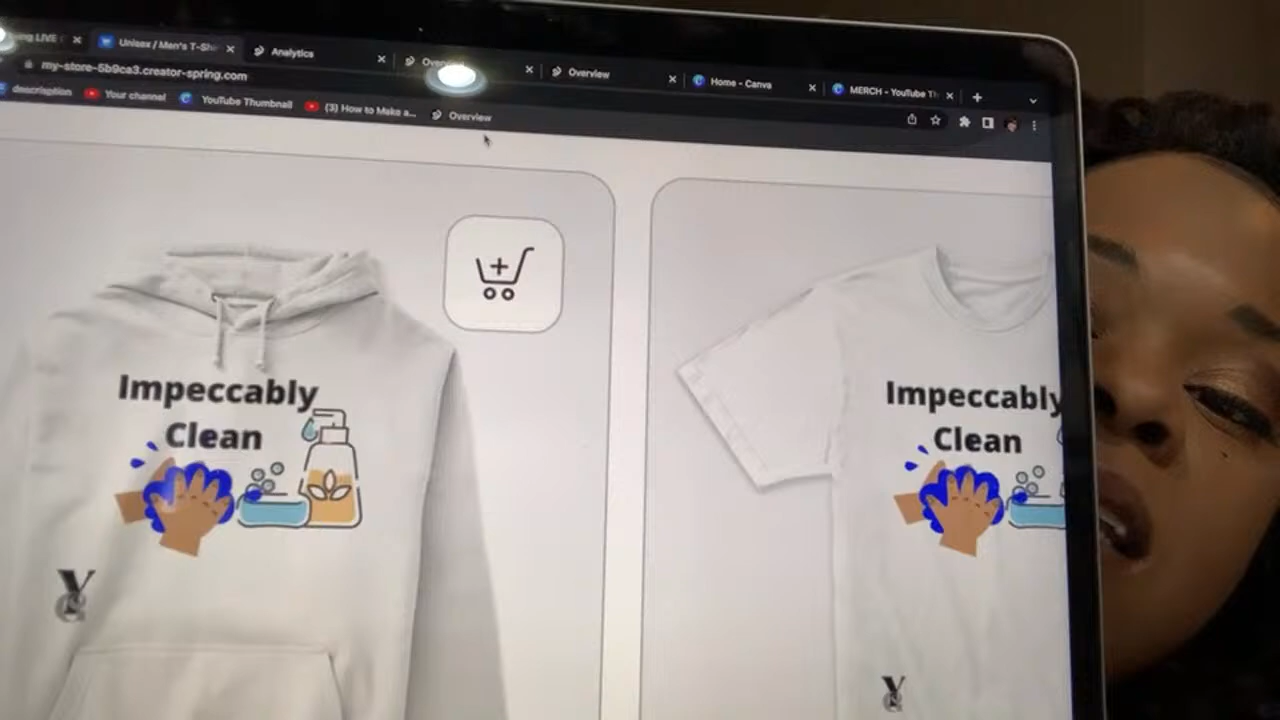 LIVE
Unisex / Men's T-Shi
Analytics
Overview
Home - Canva
MERCH - YouTube Th
my-store-5b9ca3.creator-spring.com
description
Your channel
YouTube Thumbnail
(3) How to Make a...
Overview
Impeccably
Clean
Impeccably
Clean